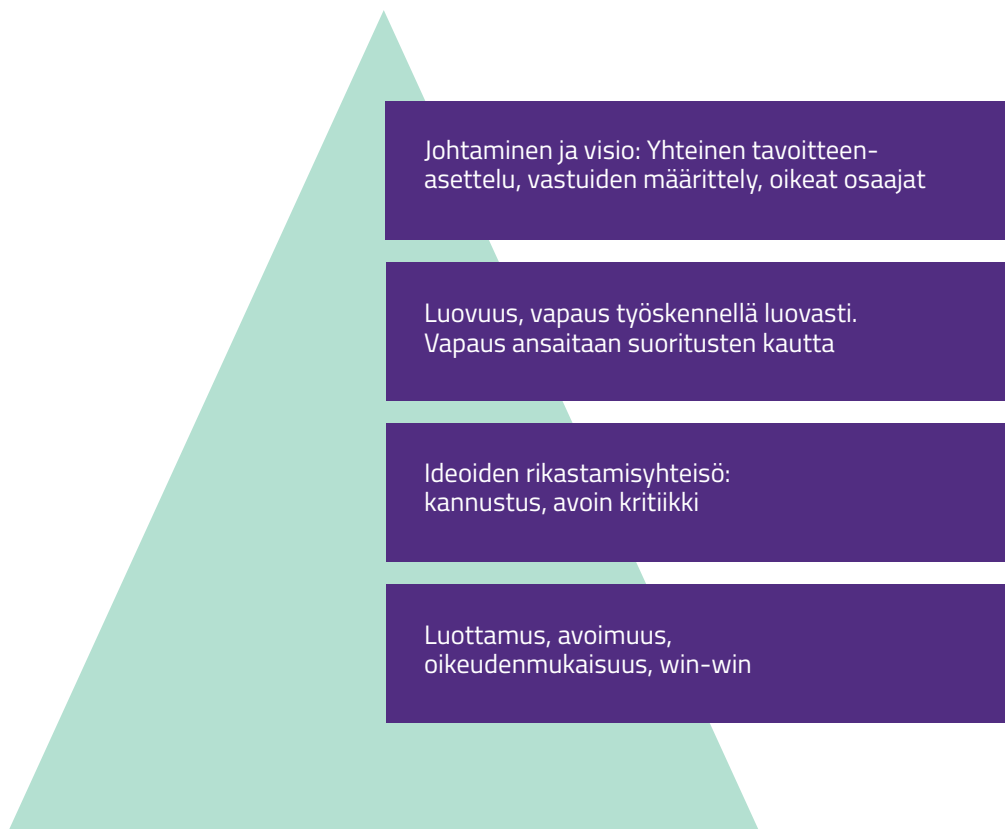 Johtaminen ja visio: Yhteinen tavoitteen-
asettelu, vastuiden määrittely, oikeat osaajat
Luovuus, vapaus työskennellä luovasti.
Vapaus ansaitaan suoritusten kautta
Ideoiden rikastamisyhteisö:
kannustus, avoin kritiikki
Luottamus, avoimuus,
oikeudenmukaisuus, win-win